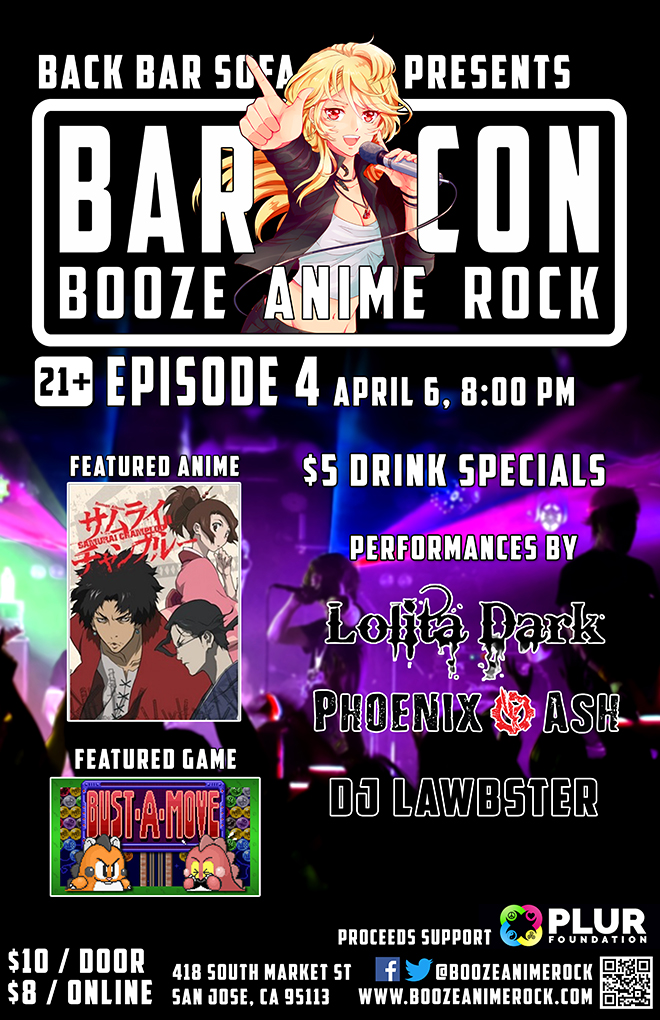 BACK BAR SOFA PRESENTS
BAR CON
BOOZE ANIME ROCK
21+ EPISODE 4 APRIL 6, 8:00 PM
FEATURED ANIME
サムライ
SAMURAI CHAMPLOO
チャンプルー
FEATURED GAME
BUST-A-MOVE
$5 DRINK SPECIALS
PERFORMANCES BY
Lolita Dark
PHOENIX ASH
DJ LAWBSTER
PROCEEDS SUPPORT PLUR
FOUNDATION
$10 / DOOR
$8 / ONLINE
418 SOUTH MARKET ST
SAN JOSE, CA 95113
@BOOZEANIMEROCK
WWW.BOOZEANIMEROCK.COM